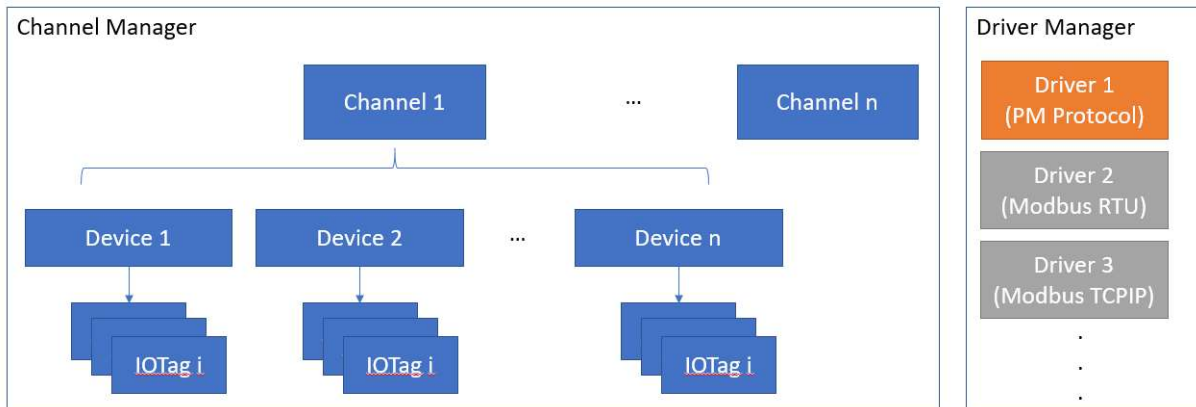 Channel Manager
Driver Manager
Channel 1
...
Channel n
Driver 1
(PM Protocol)
Driver 2
(Modbus RTU)
Device 1
Device 2
...
Device n
Driver 3
(Modbus TCPIP)
IOTag i
IOTag i
IOTag i
.
.
.